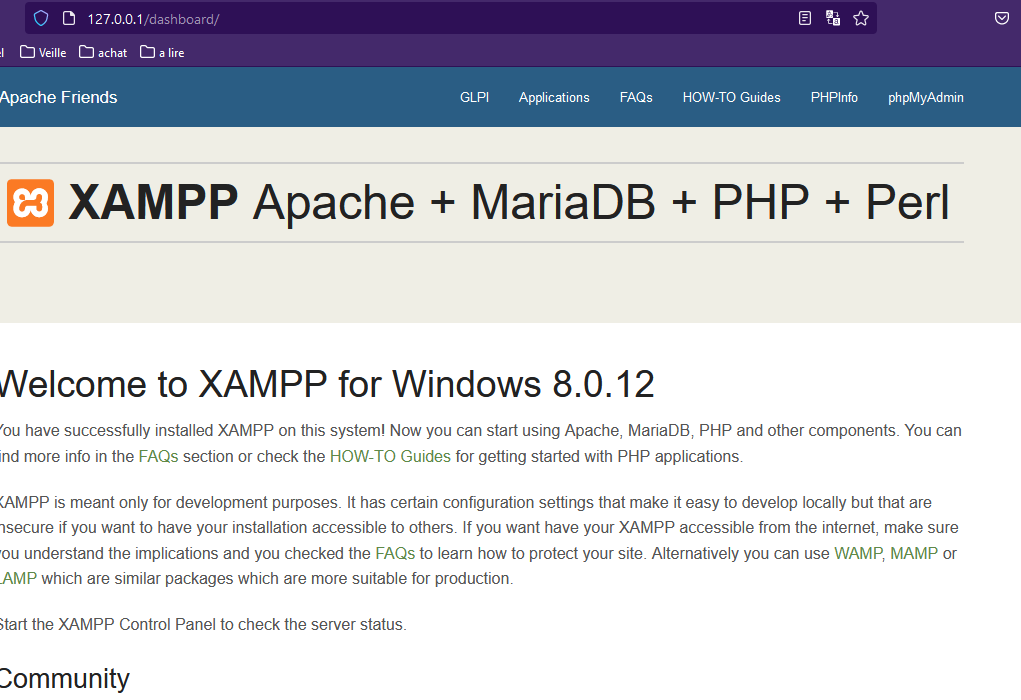 127.0.0.1/dashboard/
Veille achat a lire
Apache Friends GLPI Applications FAQs HOW-TO Guides PHPInfo phpMyAdmin
XAMPP Apache + MariaDB + PHP + Perl
Welcome to XAMPP for Windows 8.0.12
You have successfully installed XAMPP on this system! Now you can start using Apache, MariaDB, PHP and other components. You can
find more info in the FAQs section or check the HOW-TO Guides for getting started with PHP applications.
XAMPP is meant only for development purposes. It has certain configuration settings that make it easy to develop locally but that are
insecure if you want to have your installation accessible to others. If you want have your XAMPP accessible from the internet, make sure
you understand the implications and you checked the FAQs to learn how to protect your site. Alternatively you can use WAMP, MAMP or
LAMP which are similar packages which are more suitable for production.
Start the XAMPP Control Panel to check the server status.
Community